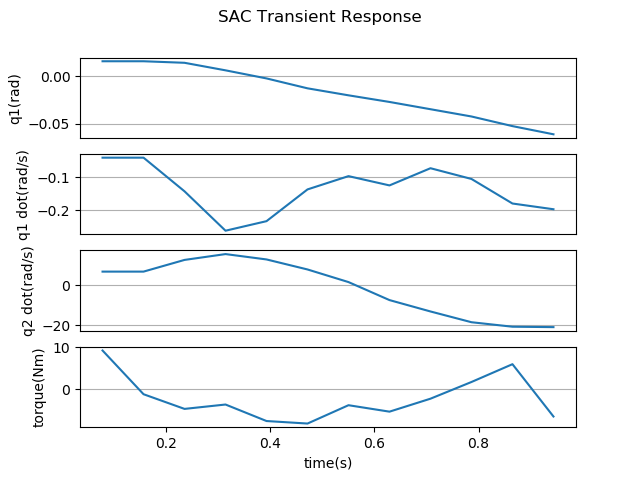 SAC Transient Response
q1(rad)
0.00
−0.05
q1 dot(rad/s)
−0.1
−0.2
q2 dot(rad/s)
0
−20
torque(Nm)
10
0
0.2 0.4 0.6 0.8
time(s)